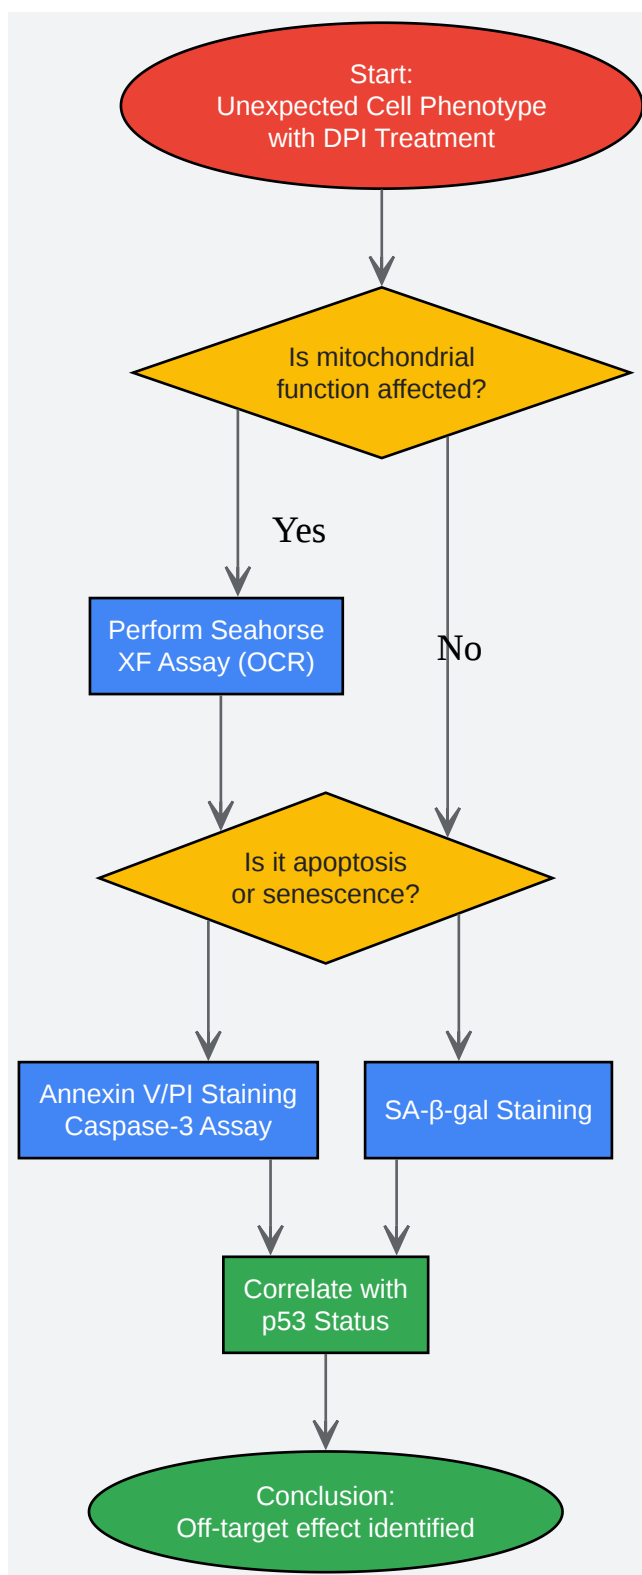 Start:
Unexpected Cell Phenotype
with DPI Treatment
Is mitochondrial
function affected?
Yes
Perform Seahorse
XF Assay (OCR)
No
Is it apoptosis
or senescence?
Annexin V/PI Staining
Caspase-3 Assay
SA-β-gal Staining
Correlate with
p53 Status
Conclusion:
Off-target effect identified